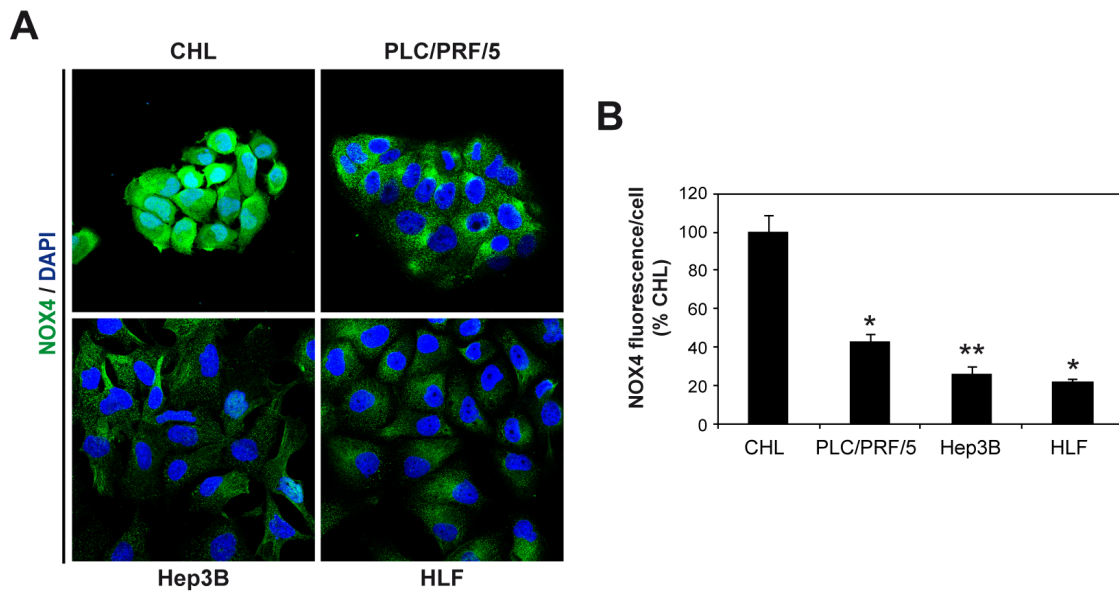 A
CHL
PLC/PRF/5
NOX4 / DAPI
Hep3B
HLF
B
NOX4 fluorescence/cell
(% CHL)
120
100
80
60
40
20
0
*
**
*
CHL
PLC/PRF/5
Hep3B
HLF